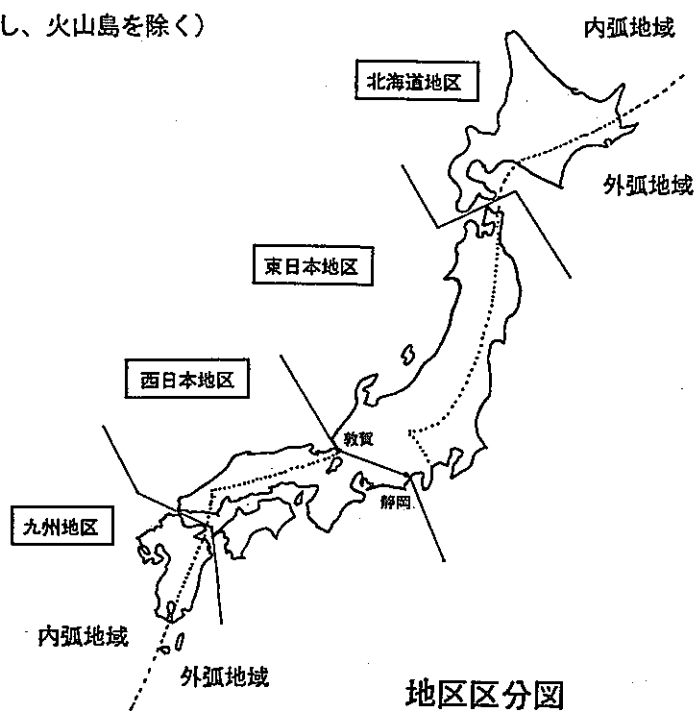 し、火山島を除く）
内弧地域
北海道地区
外弧地域
東日本地区
西日本地区
敦賀
静岡
九州地区
内弧地域
外弧地域
地区区分図